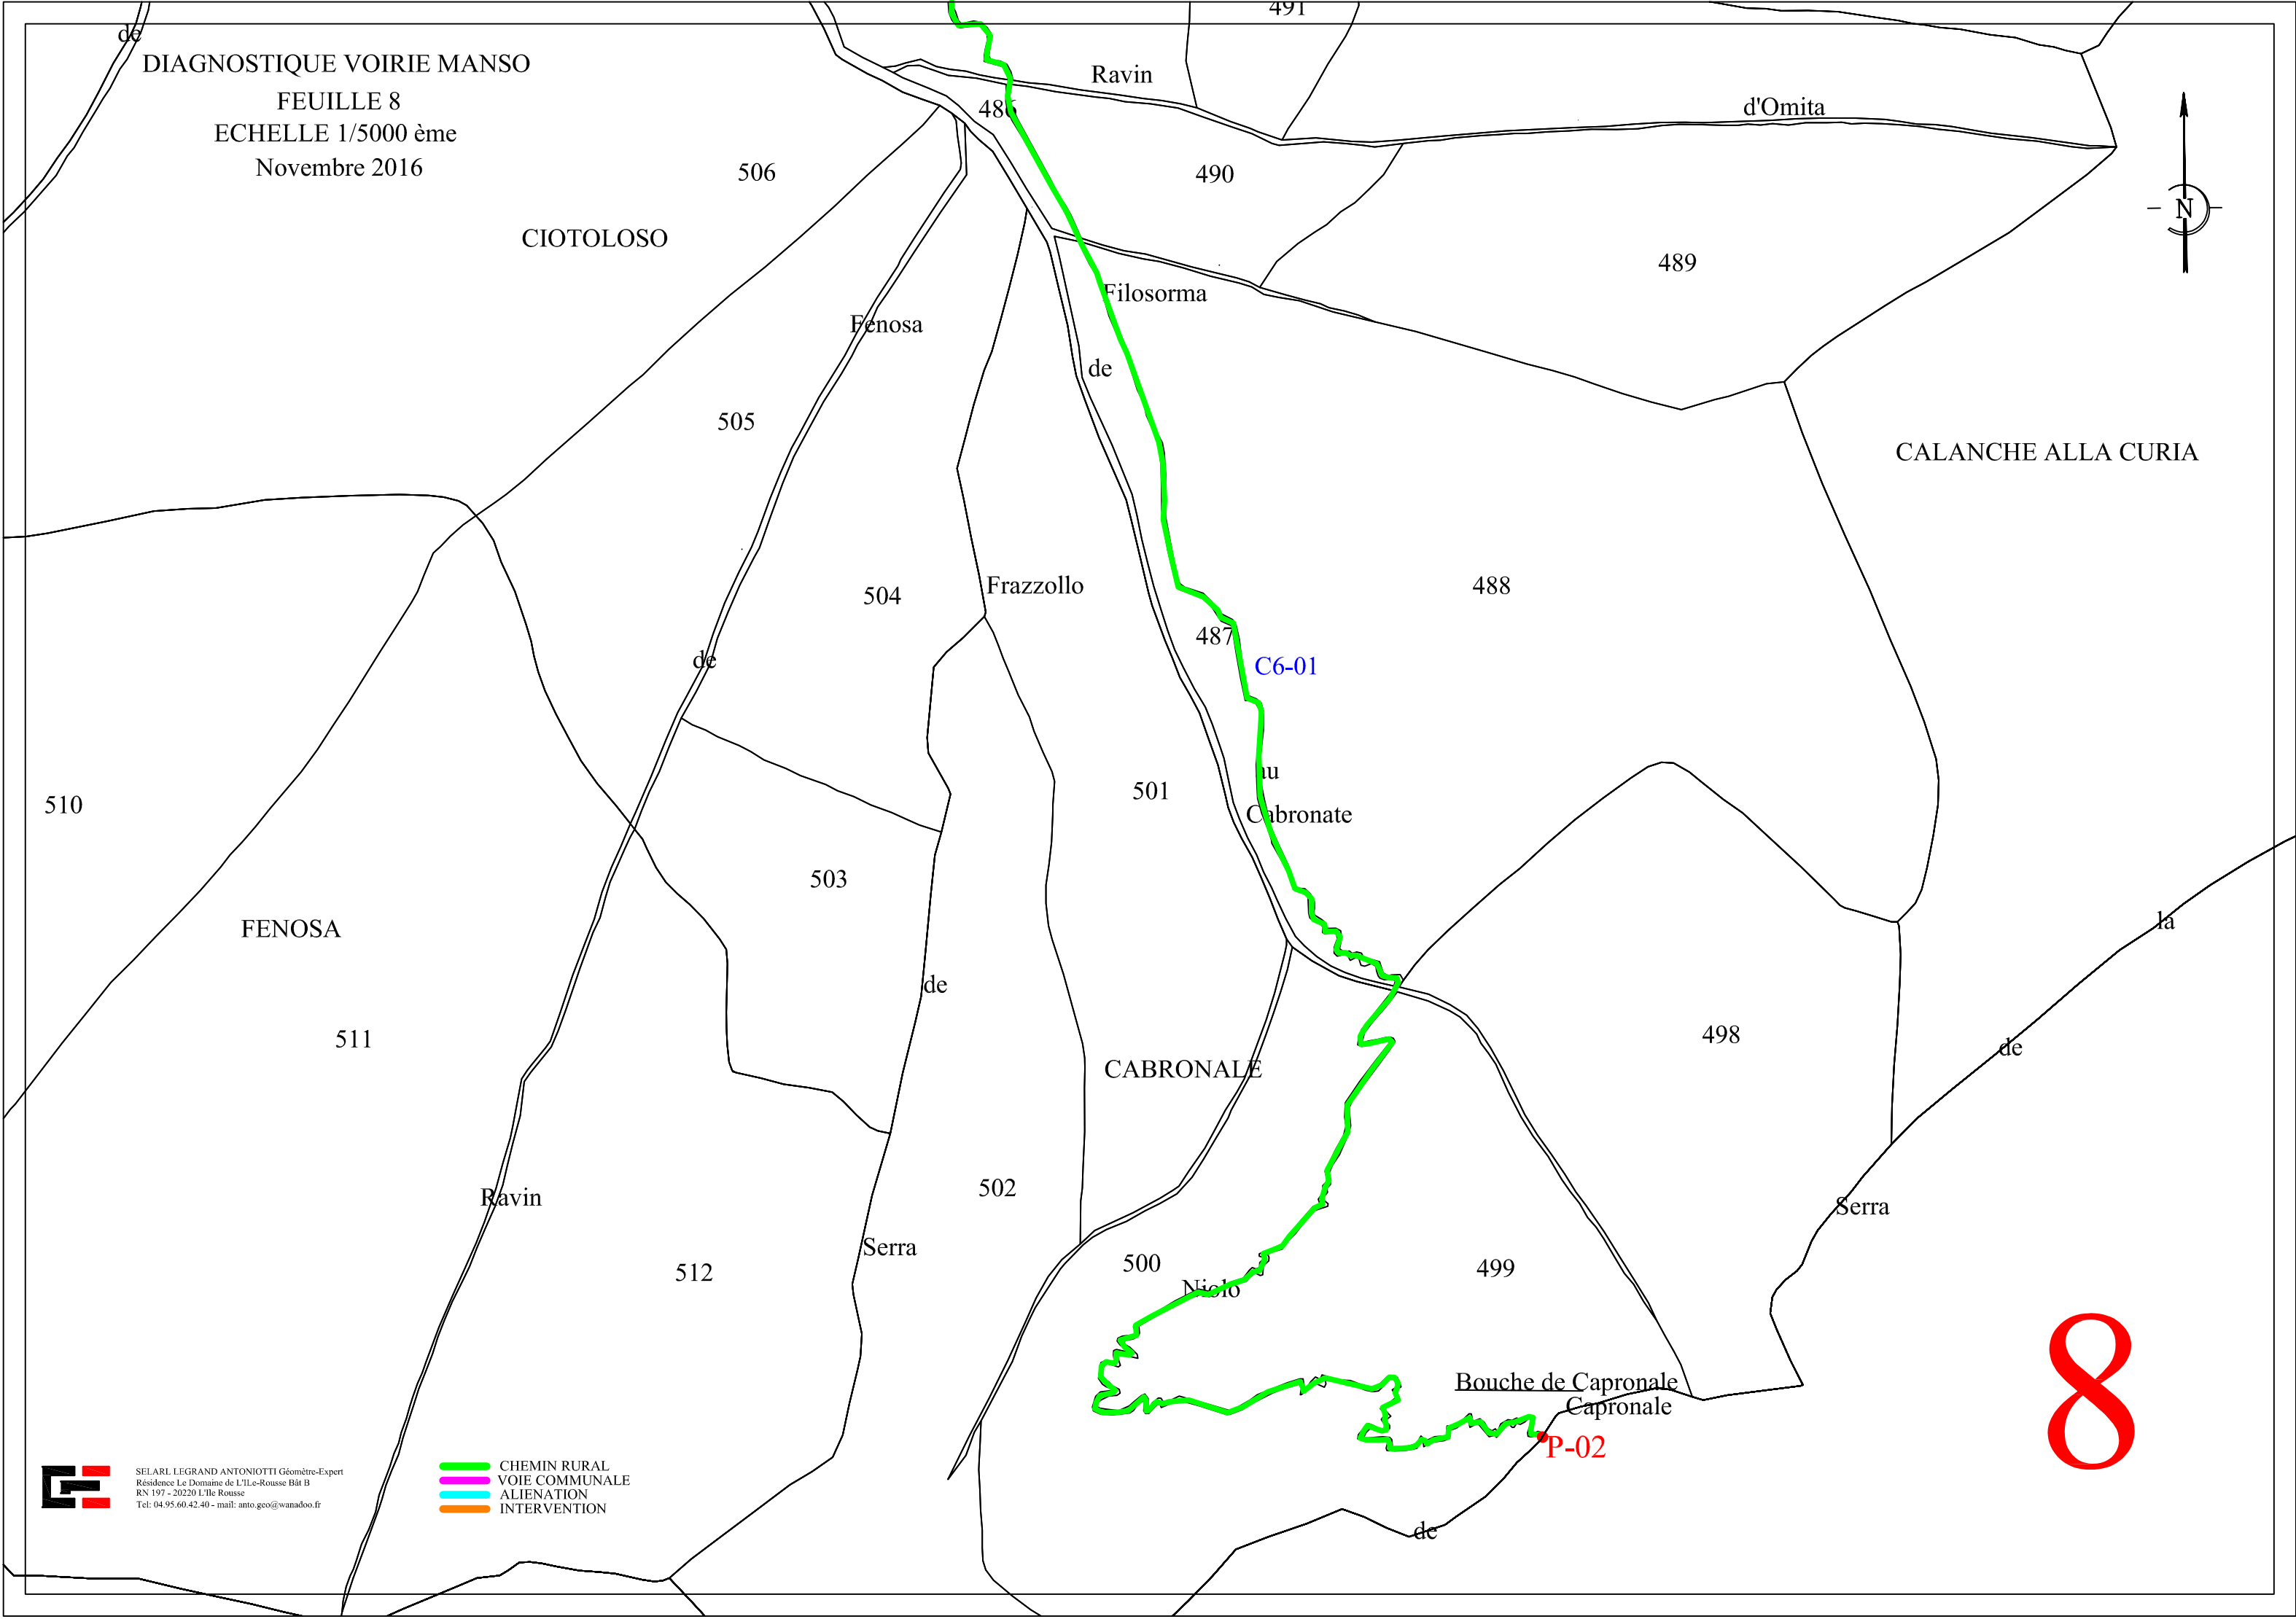 de
491
DIAGNOSTIQUE VOIRIE MANSO
FEUILLE 8
ECHELLE 1/5000 ème
Novembre 2016
Ravin
d'Omita
486
506
490
N
CIOTOLOSO
489
Filosorma
Fenosa
de
505
CALANCHE ALLA CURIA
504
Frazzollo
488
487
de
C6-01
au
501
510
Cabronate
503
FENOSA
la
de
511
498
de
CABRONALE
502
Ravin
Serra
Serra
500
512
499
Niolo
8
Bouche de Capronale
Capronale
P-02
SELARL LEGRAND ANTONIOTTI Géomètre-Expert
Résidence Le Domaine de L'ILe-Rousse Bât B
RN 197 - 20220 L'Ile Rousse
Tel: 04.95.60.42.40 - mail: anto.geo@wanadoo.fr
CHEMIN RURAL
VOIE COMMUNALE
ALIENATION
INTERVENTION
de